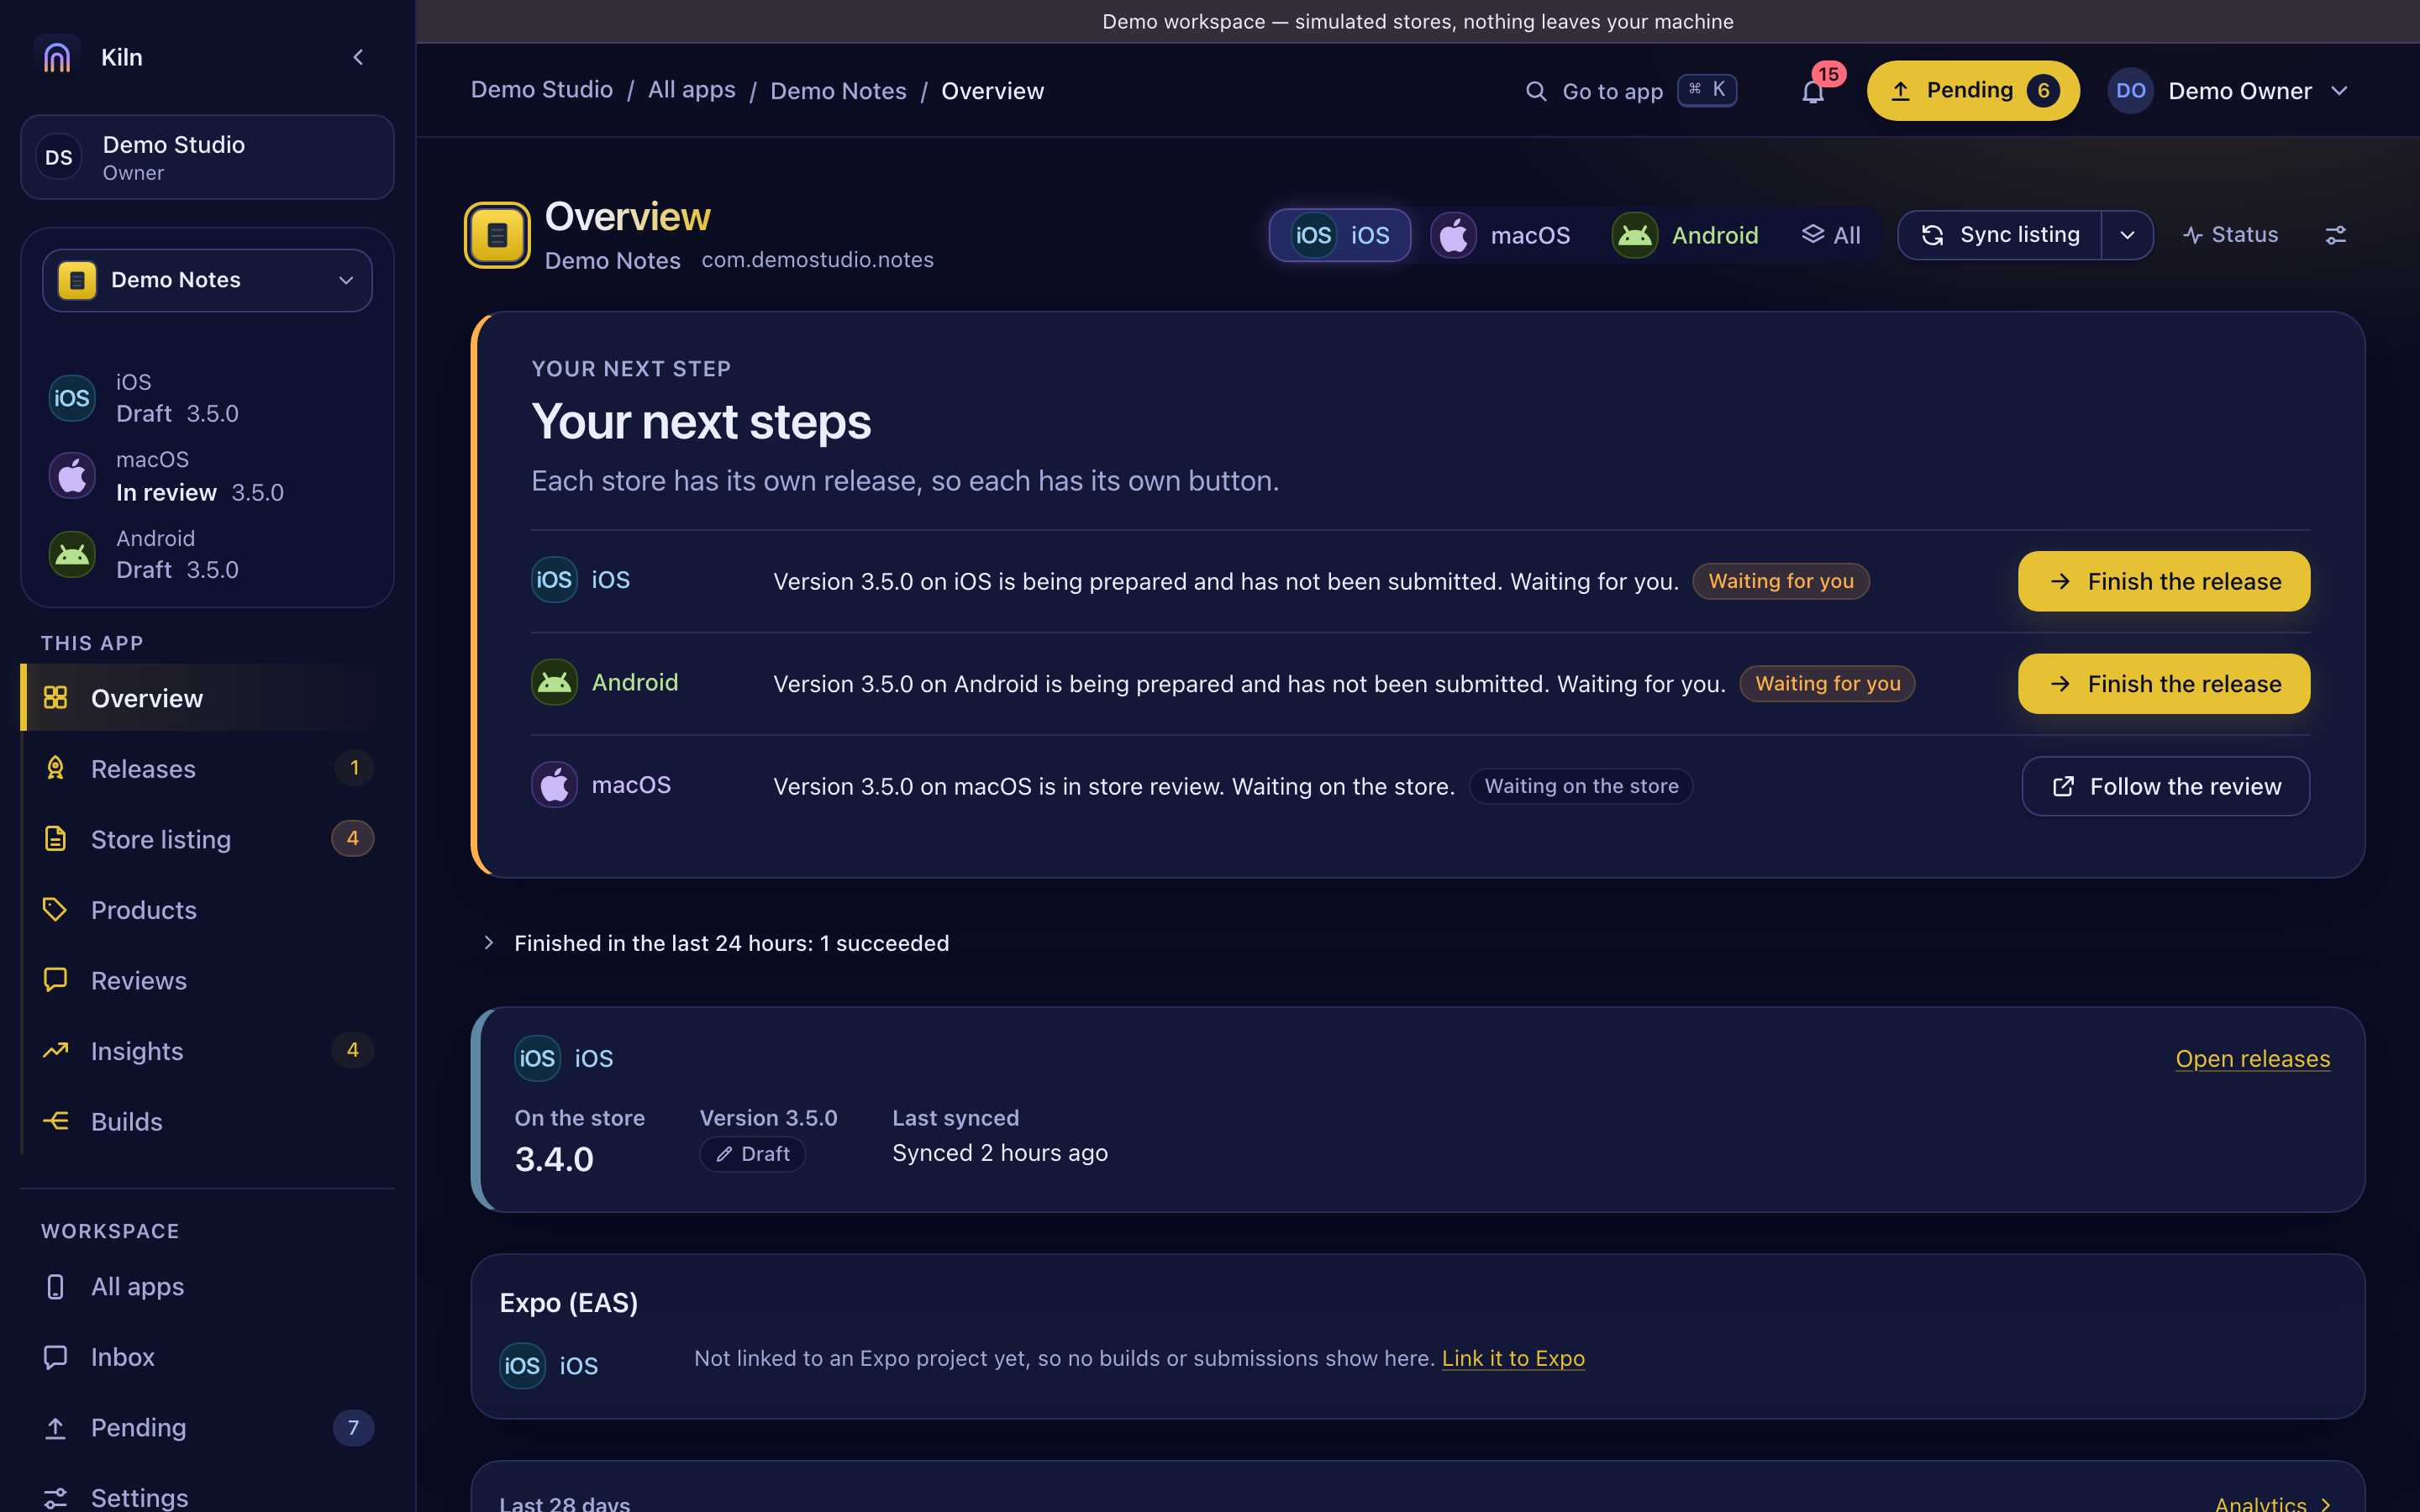 Demo workspace — simulated stores, nothing leaves your machine
Kiln
DS
Demo Studio
Owner
Demo Notes
iOS
iOS
Draft 3.5.0
macOS
In review 3.5.0
Android
Draft 3.5.0
THIS APP
Overview
Releases 1
Store listing 4
Products
Reviews
Insights 4
Builds
WORKSPACE
All apps
Inbox
Pending 7
Settings
Demo Studio / All apps / Demo Notes / Overview
Go to app ⌘ K
15
Pending 6
DO Demo Owner
Overview
Demo Notes com.demostudio.notes
iOS iOS
macOS
Android
All
Sync listing
Status
YOUR NEXT STEP
Your next steps
Each store has its own release, so each has its own button.
iOS iOS
Version 3.5.0 on iOS is being prepared and has not been submitted. Waiting for you. Waiting for you
Finish the release
Android
Version 3.5.0 on Android is being prepared and has not been submitted. Waiting for you. Waiting for you
Finish the release
macOS
Version 3.5.0 on macOS is in store review. Waiting on the store. Waiting on the store
Follow the review
Finished in the last 24 hours: 1 succeeded
iOS iOS
Open releases
On the store
3.4.0
Version 3.5.0
Draft
Last synced
Synced 2 hours ago
Expo (EAS)
iOS iOS
Not linked to an Expo project yet, so no builds or submissions show here. Link it to Expo
Last 28 days
Analytics